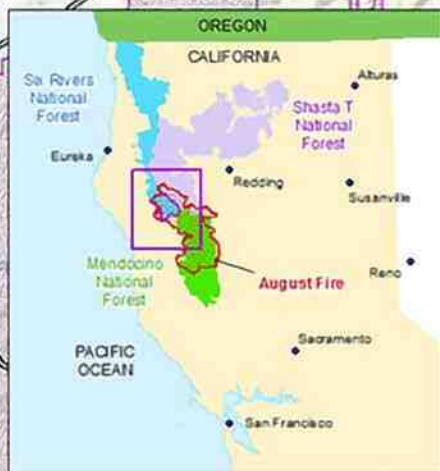 OREGON
CALIFORNIA
Six Rivers
National
Forest
Alturas
Shasta T
National
Forest
Eureka
Redding
Susanville
Mendocino
National
Forest
August Fire
Reno
PACIFIC
OCEAN
Sacramento
San Francisco